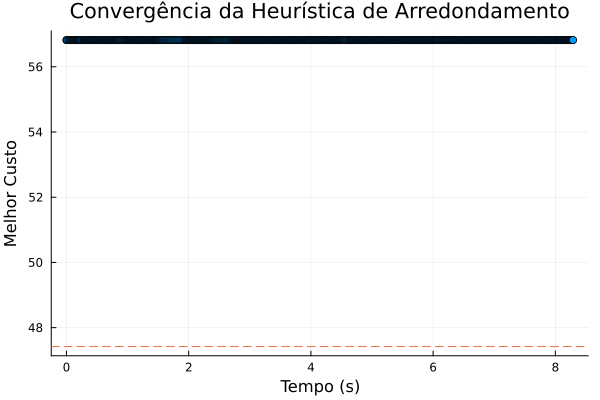 Convergência da Heurística de Arredondamento
Melhor Custo
56
54
52
50
48
0 2 4 6 8
Tempo (s)